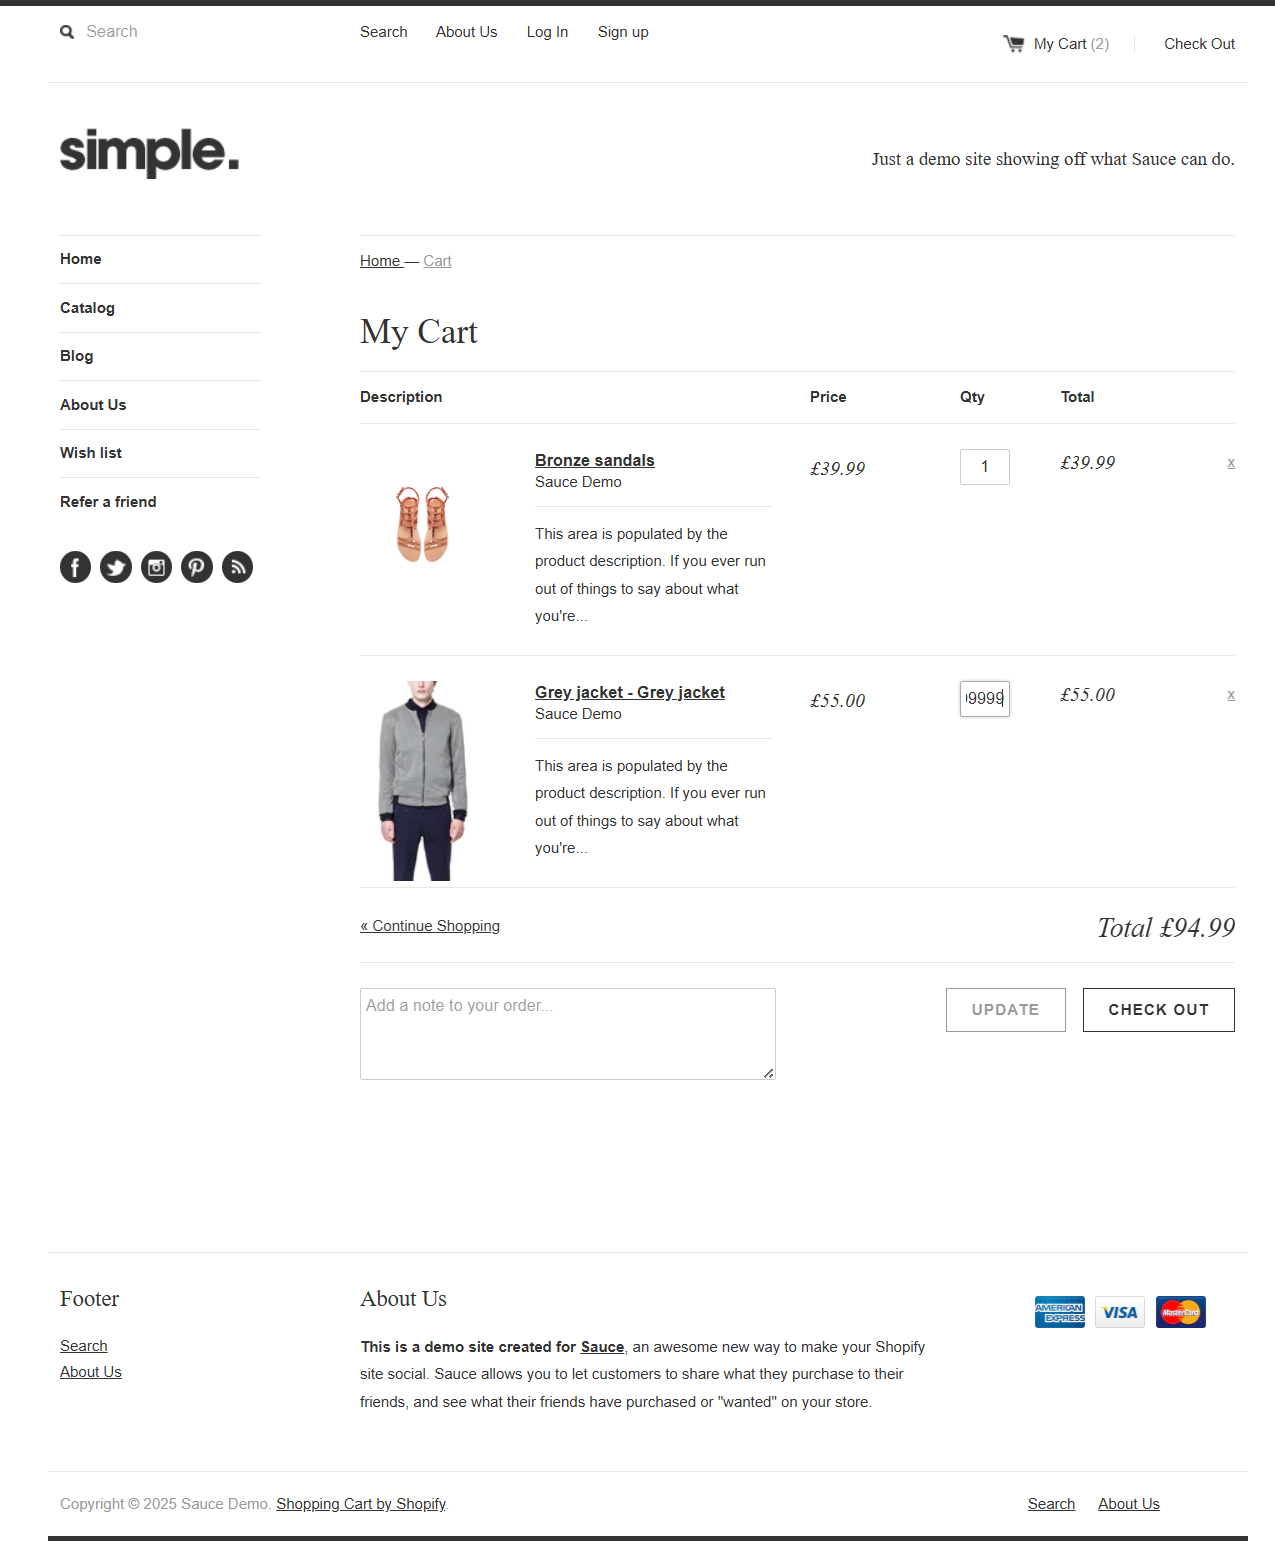 Search
Search About Us Log In Sign up
My Cart (2) Check Out
simple.
Just a demo site showing off what Sauce can do.
Home
Catalog
Blog
About Us
Wish list
Refer a friend
Home — Cart
My Cart
Description Price Qty Total
Bronze sandals
Sauce Demo
£39.99 1 £39.99 x
This area is populated by the
product description. If you ever run
out of things to say about what
you're...
Grey jacket - Grey jacket
Sauce Demo
£55.00 99999 £55.00 x
This area is populated by the
product description. If you ever run
out of things to say about what
you're...
« Continue Shopping
Total £94.99
Add a note to your order...
UPDATE CHECK OUT
Footer
Search
About Us
About Us
This is a demo site created for Sauce, an awesome new way to make your Shopify
site social. Sauce allows you to let customers to share what they purchase to their
friends, and see what their friends have purchased or "wanted" on your store.
AMERICAN
EXPRESS
VISA
MasterCard
Copyright © 2025 Sauce Demo. Shopping Cart by Shopify.
Search About Us